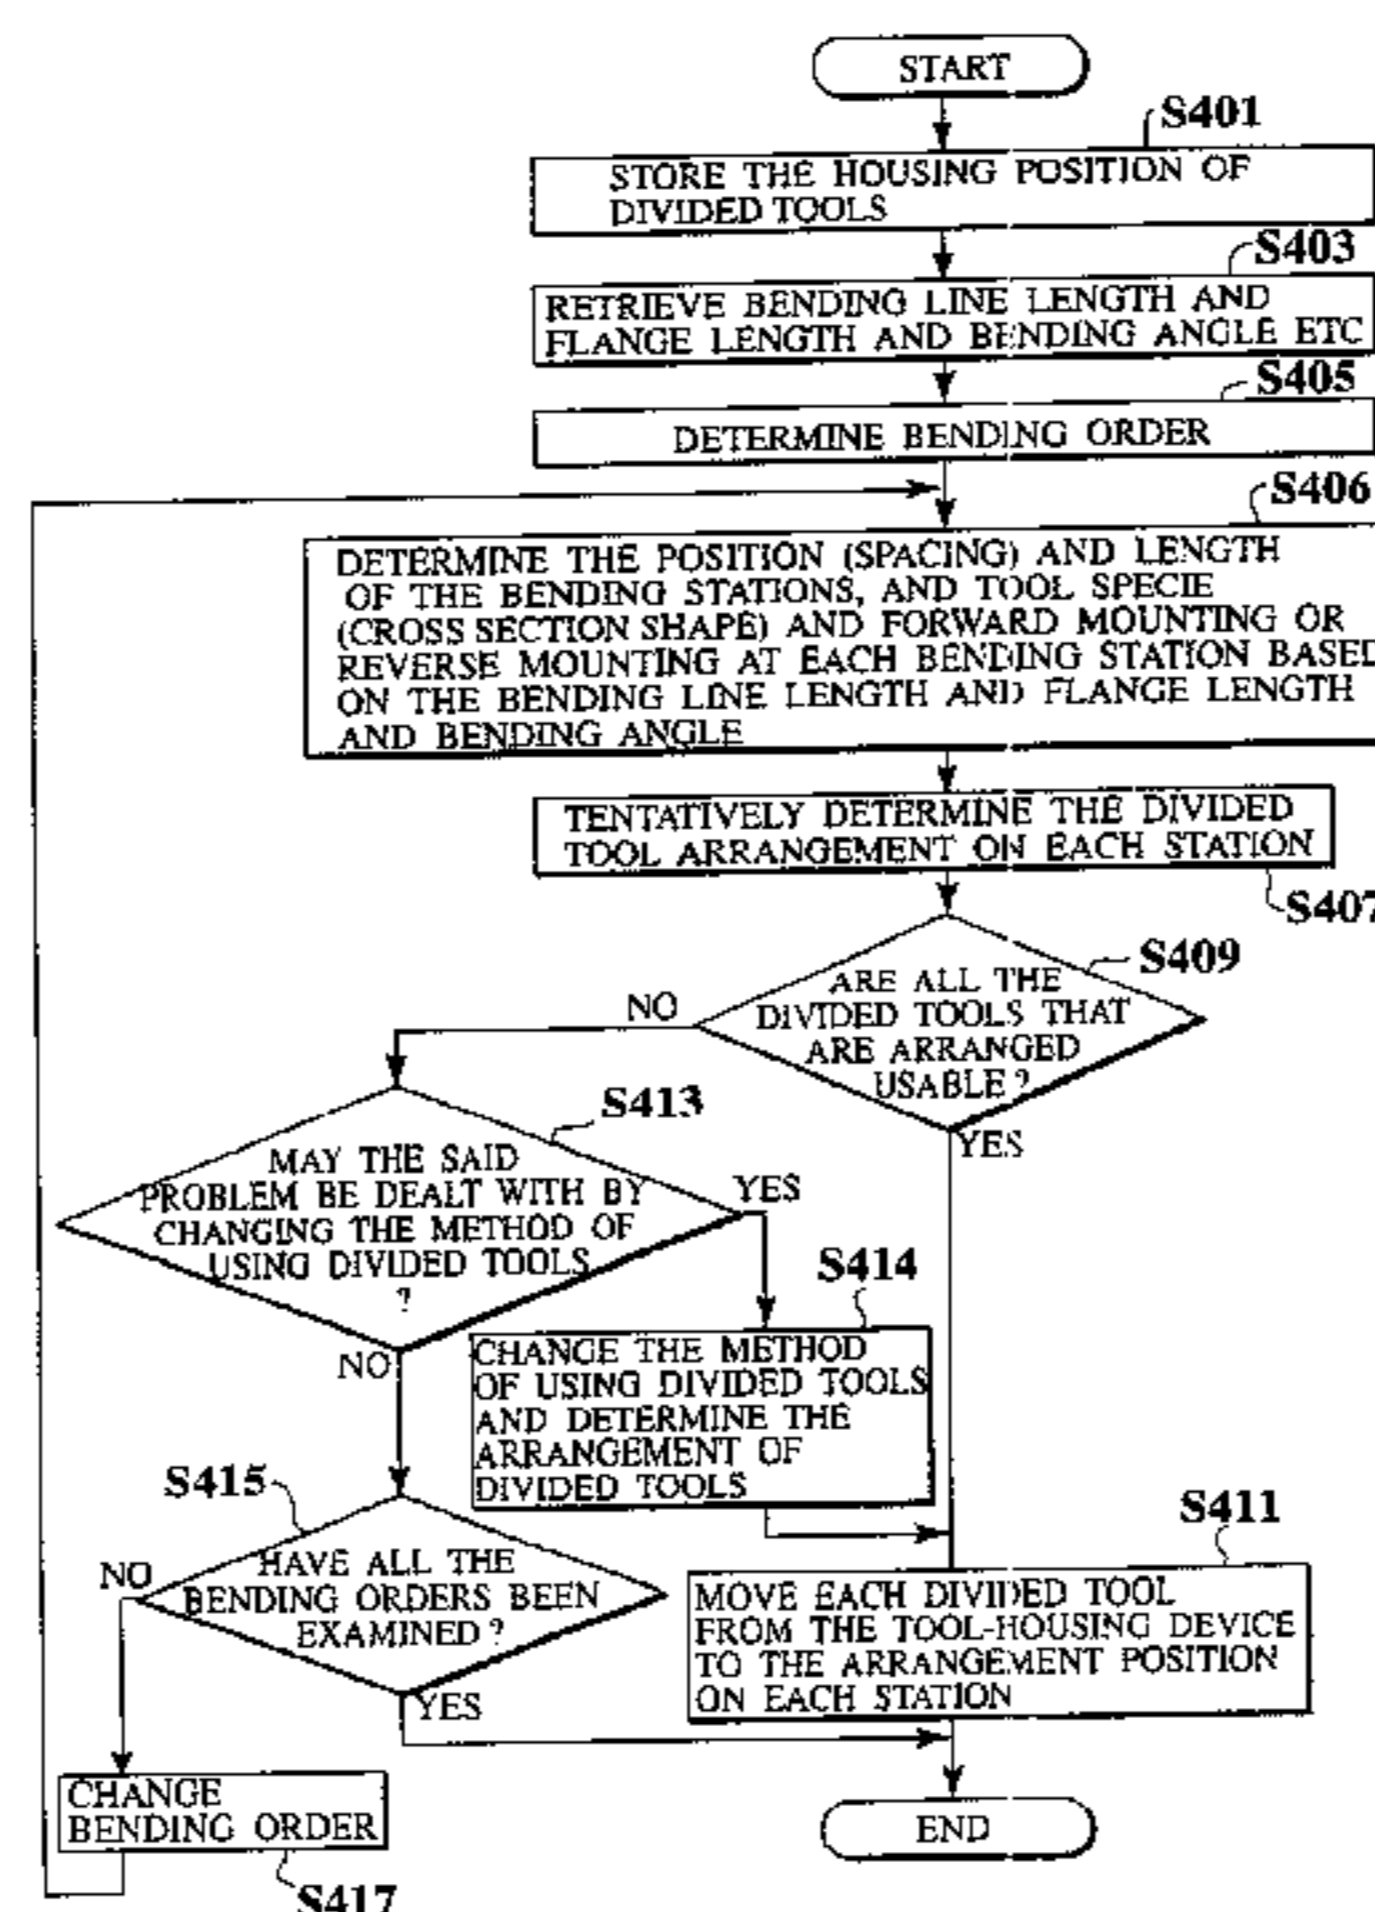 START
S401
STORE THE HOUSING POSITION OF
DIVIDED TOOLS
S403
RETRIEVE BENDING LINE LENGTH AND
FLANGE LENGTH AND BENDING ANGLE ETC
S405
DETERMINE BENDING ORDER
S406
DETERMINE THE POSITION (SPACING) AND LENGTH
OF THE BENDING STATIONS, AND TOOL SPECIE
(CROSS SECTION SHAPE) AND FORWARD MOUNTING OR
REVERSE MOUNTING AT EACH BENDING STATION BASED
ON THE BENDING LINE LENGTH AND FLANGE LENGTH
AND BENDING ANGLE
TENTATIVELY DETERMINE THE DIVIDED
TOOL ARRANGEMENT ON EACH STATION
S407
S409
ARE ALL THE
DIVIDED TOOLS THAT
ARE ARRANGED
USABLE ?
NO
YES
S413
MAY THE SAID
PROBLEM BE DEALT WITH BY
CHANGING THE METHOD OF
USING DIVIDED TOOLS
?
YES
NO
S414
CHANGE THE METHOD
OF USING DIVIDED TOOLS
AND DETERMINE THE
ARRANGEMENT OF
DIVIDED TOOLS
S415
HAVE ALL THE
BENDING ORDERS BEEN
EXAMINED ?
NO
YES
S411
MOVE EACH DIVIDED TOOL
FROM THE TOOL-HOUSING DEVICE
TO THE ARRANGEMENT POSITION
ON EACH STATION
CHANGE
BENDING ORDER
S417
END